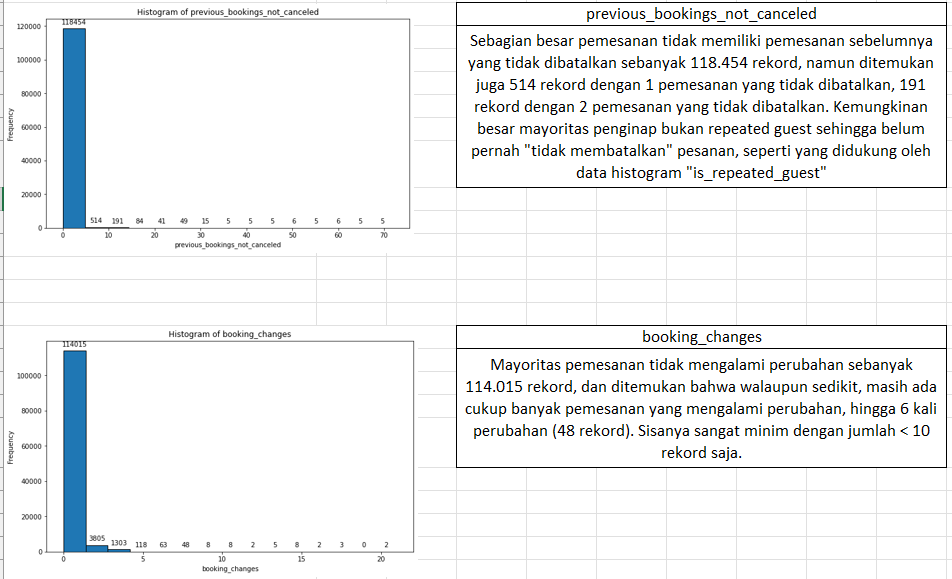 Histogram of previous_bookings_not_canceled
118454
120000
100000
80000
60000
40000
20000
0
Frequency
514 191 84 41 49 15 5 5 5 6 5 6 5 5
0 10 20 30 40 50 60 70
previous_bookings_not_canceled
previous_bookings_not_canceled
Sebagian besar pemesanan tidak memiliki pemesanan sebelumnya
yang tidak dibatalkan sebanyak 118.454 rekord, namun ditemukan
juga 514 rekord dengan 1 pemesanan yang tidak dibatalkan, 191
rekord dengan 2 pemesanan yang tidak dibatalkan. Kemungkinan
besar mayoritas penginap bukan repeated guest sehingga belum
pernah "tidak membatalkan" pesanan, seperti yang didukung oleh
data histogram "is_repeated_guest"
Histogram of booking_changes
114015
100000
80000
60000
40000
20000
0
Frequency
3805 1303 118 63 48 8 8 2 5 8 2 3 0 2
0 5 10 15 20
booking_changes
booking_changes
Mayoritas pemesanan tidak mengalami perubahan sebanyak
114.015 rekord, dan ditemukan bahwa walaupun sedikit, masih ada
cukup banyak pemesanan yang mengalami perubahan, hingga 6 kali
perubahan (48 rekord). Sisanya sangat minim dengan jumlah < 10
rekord saja.